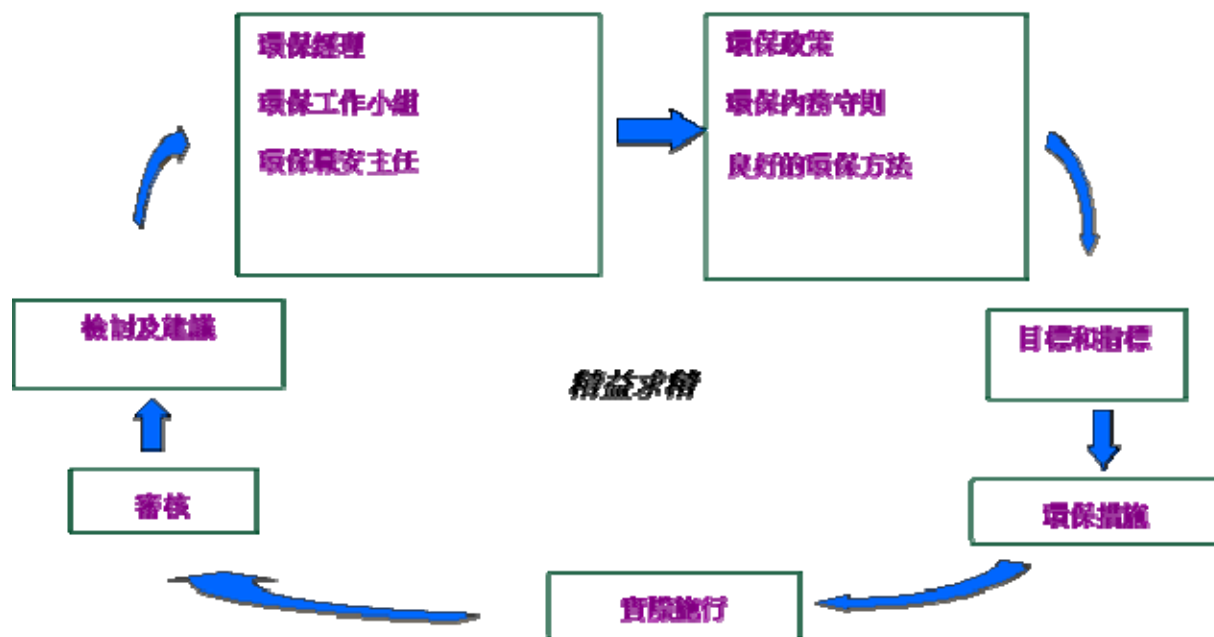 環保經理
環保工作小組
環保職安主任
環保政策
環保內務守則
良好的環保方法
目標和指標
環保措施
實際施行
審核
檢討及建議
精益求精